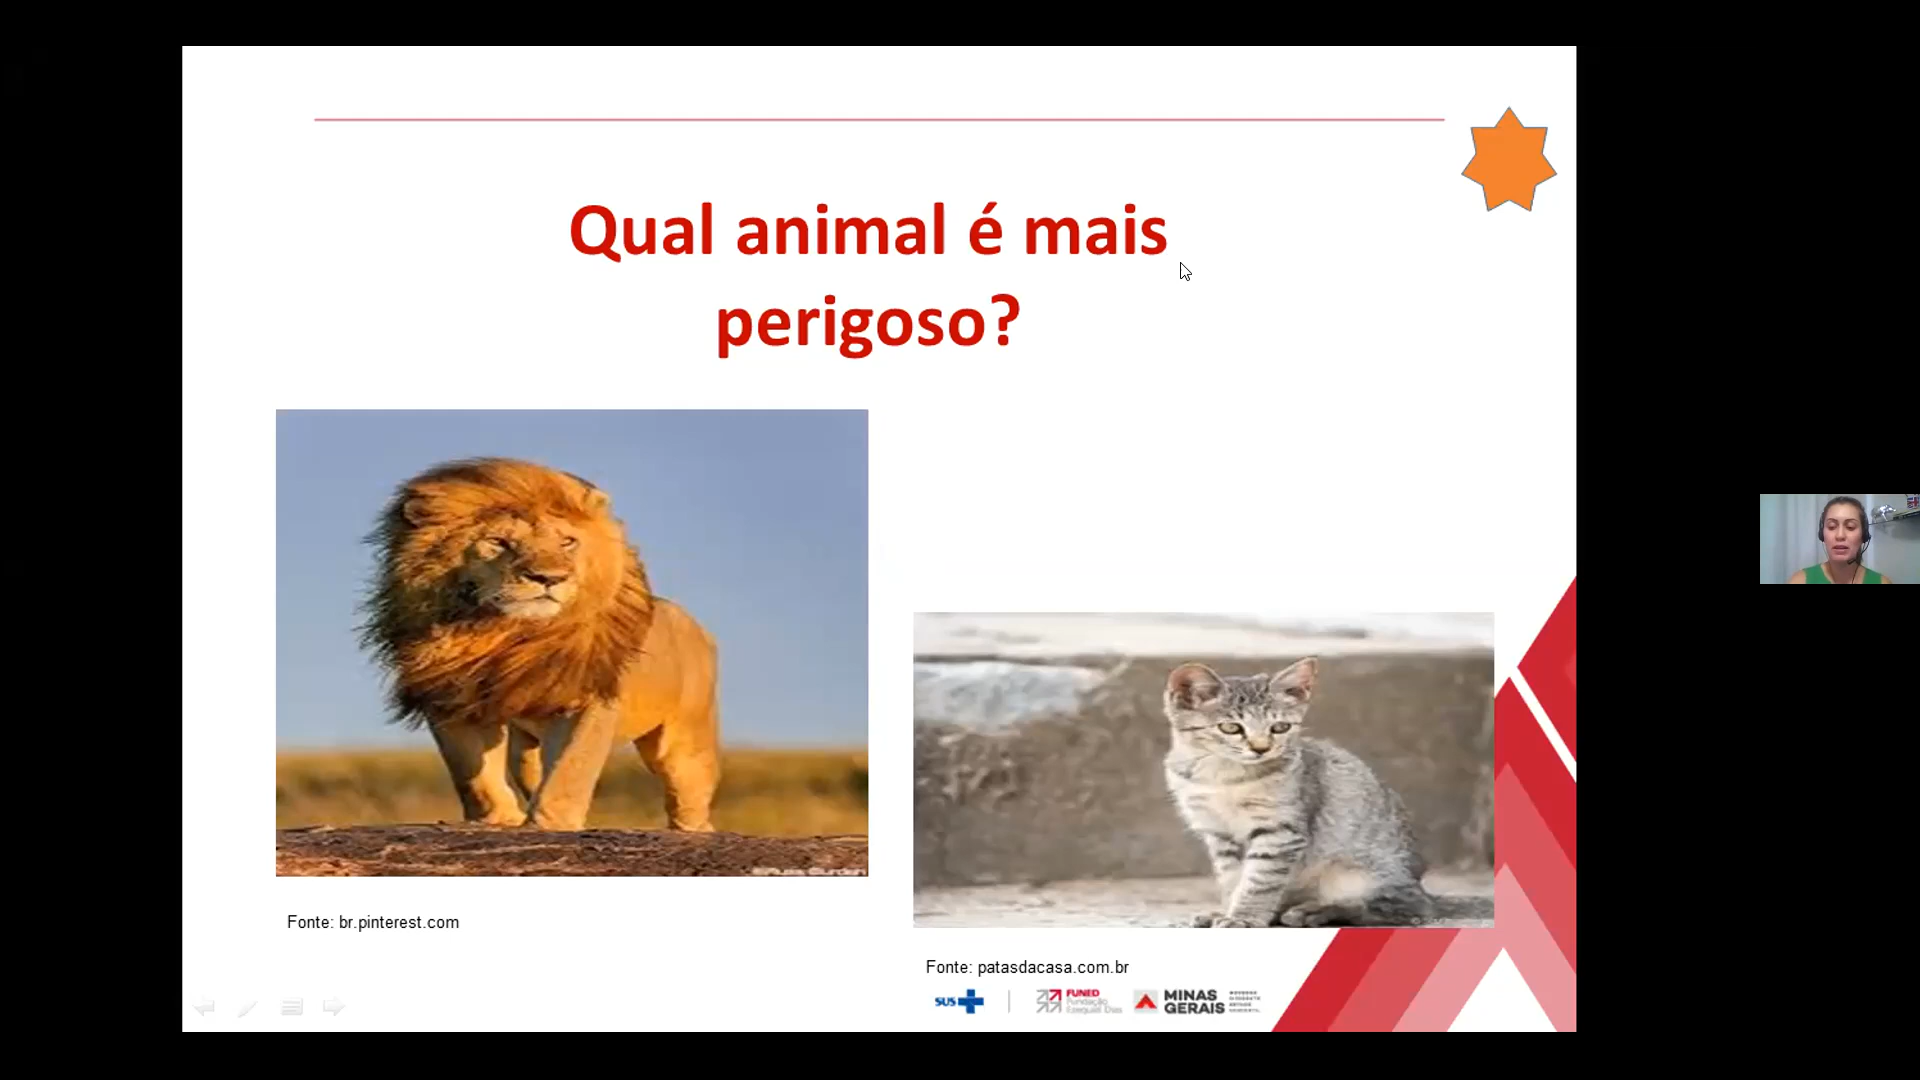 Qual animal é mais
perigoso?
Fonte: br.pinterest.com
Fonte: patasdacasa.com.br
SUS
FUNED
Fundação
Ezequiel Dias
MINAS
GERAIS